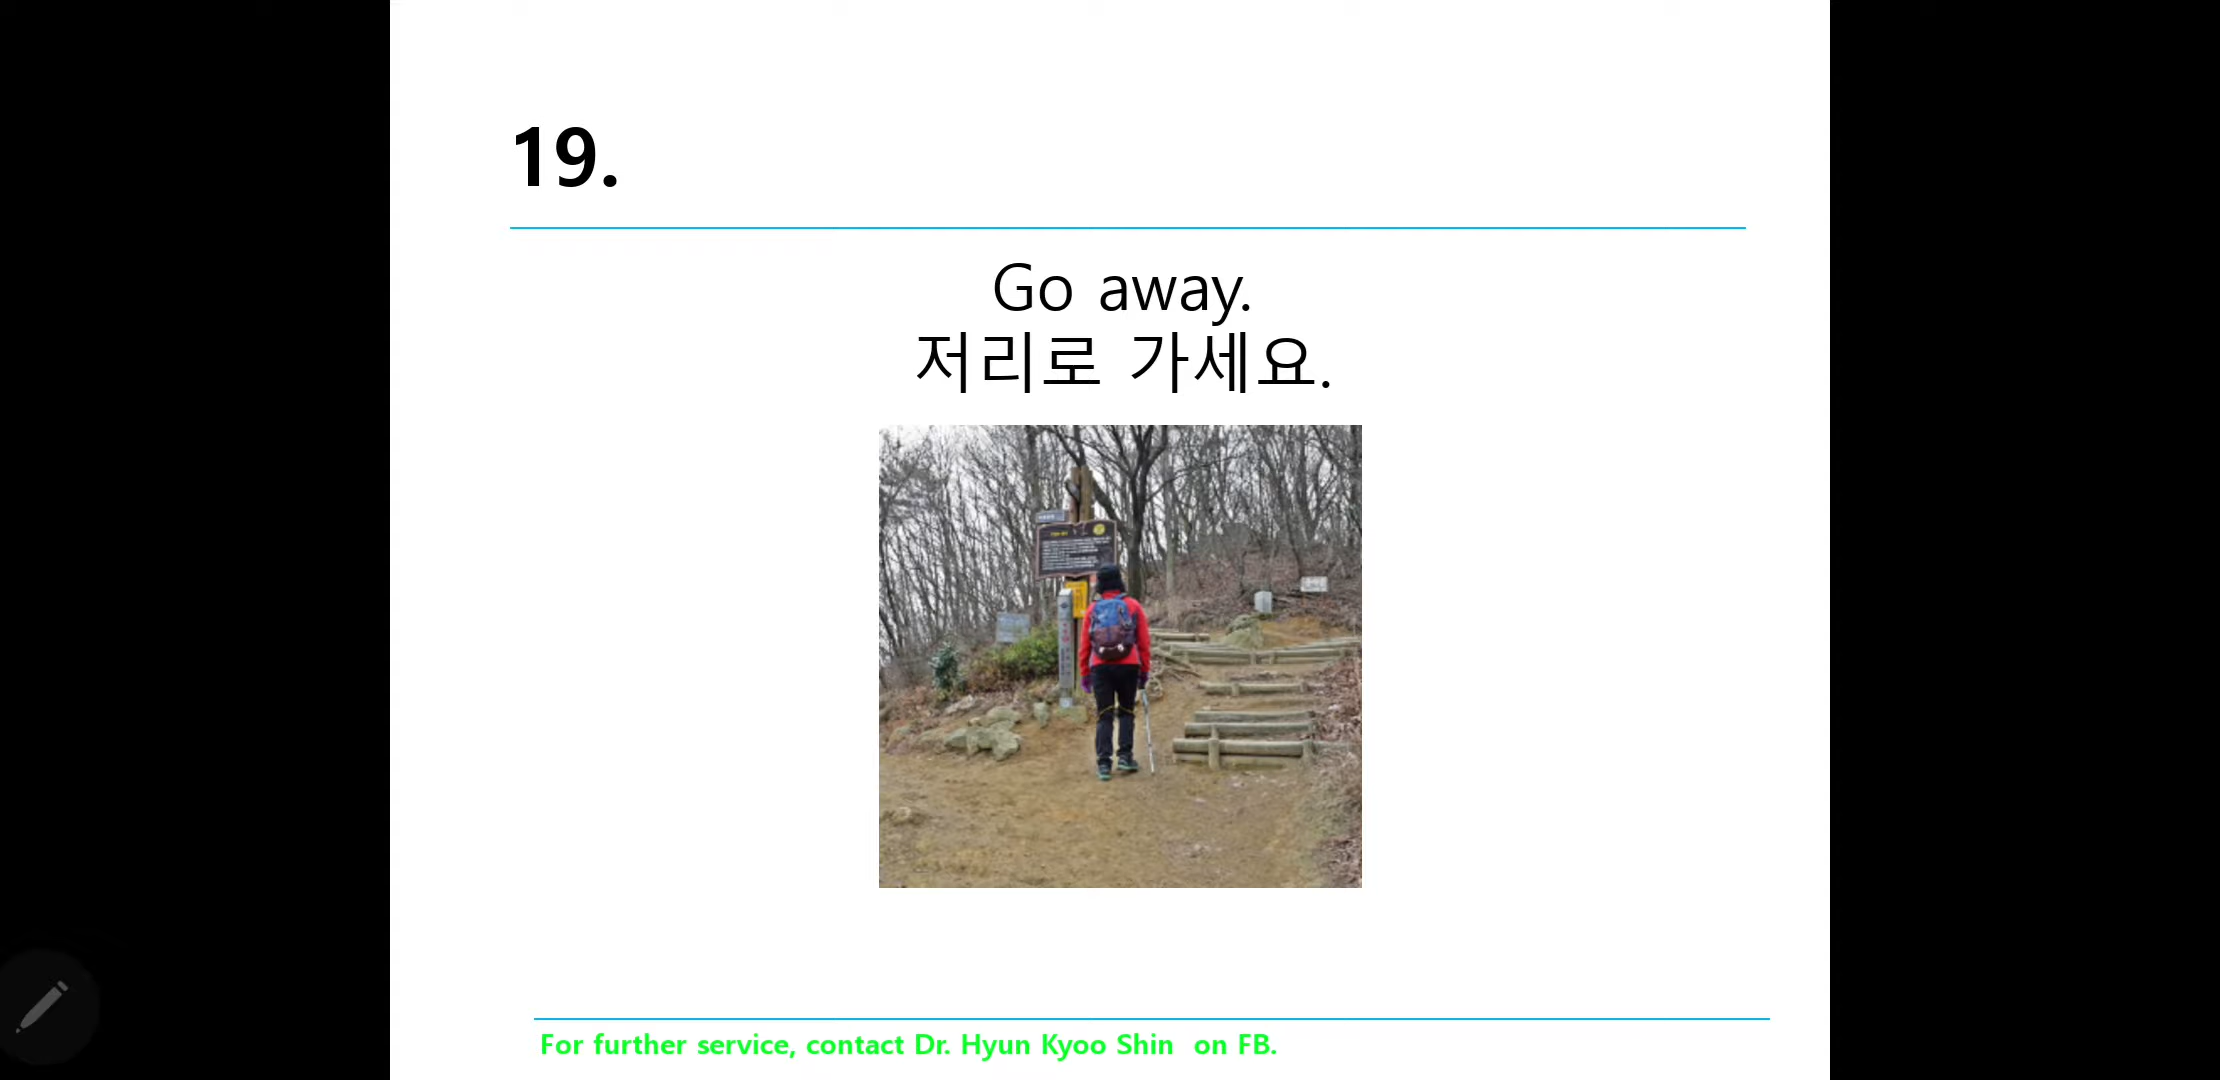 19.
Go away.
저리로 가세요.
For further service, contact Dr. Hyun Kyoo Shin  on FB.